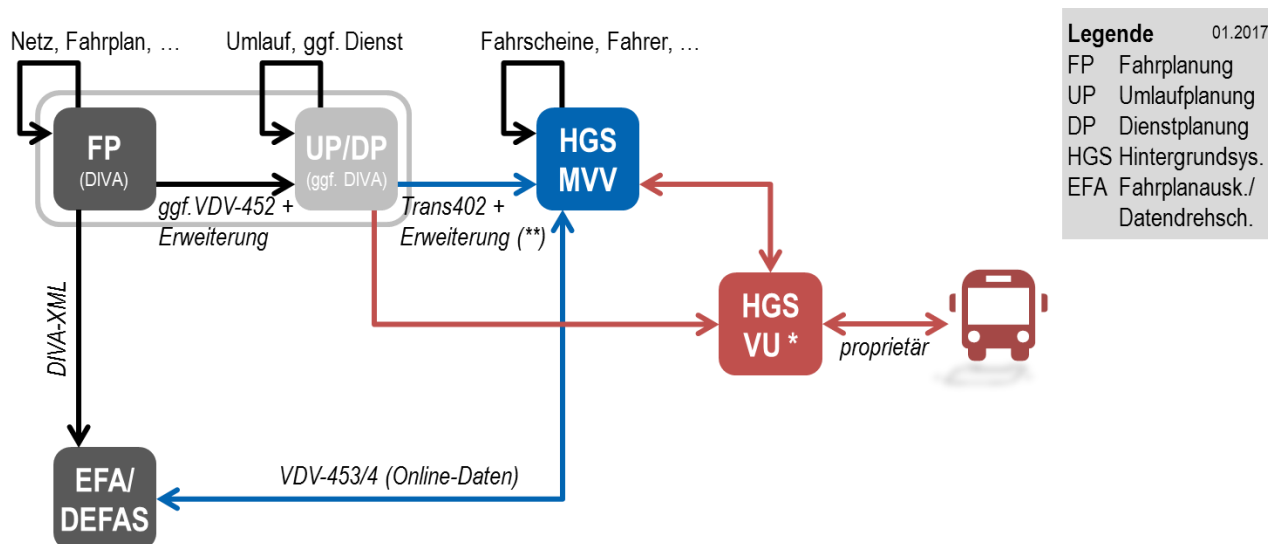 Netz, Fahrplan, …
Umlauf, ggf. Dienst
Fahrscheine, Fahrer, …
Legende 01.2017
FP Fahrplanung
UP Umlaufplanung
DP Dienstplanung
HGS Hintergrundsys.
EFA Fahrplanausk./
Datendrehsch.
FP
(DIVA)
UP/DP
(ggf. DIVA)
HGS
MVV
ggf.VDV-452 +
Erweiterung
Trans402 +
Erweiterung (**)
DIVA-XML
HGS
VU *
proprietär
EFA/
DEFAS
VDV-453/4 (Online-Daten)